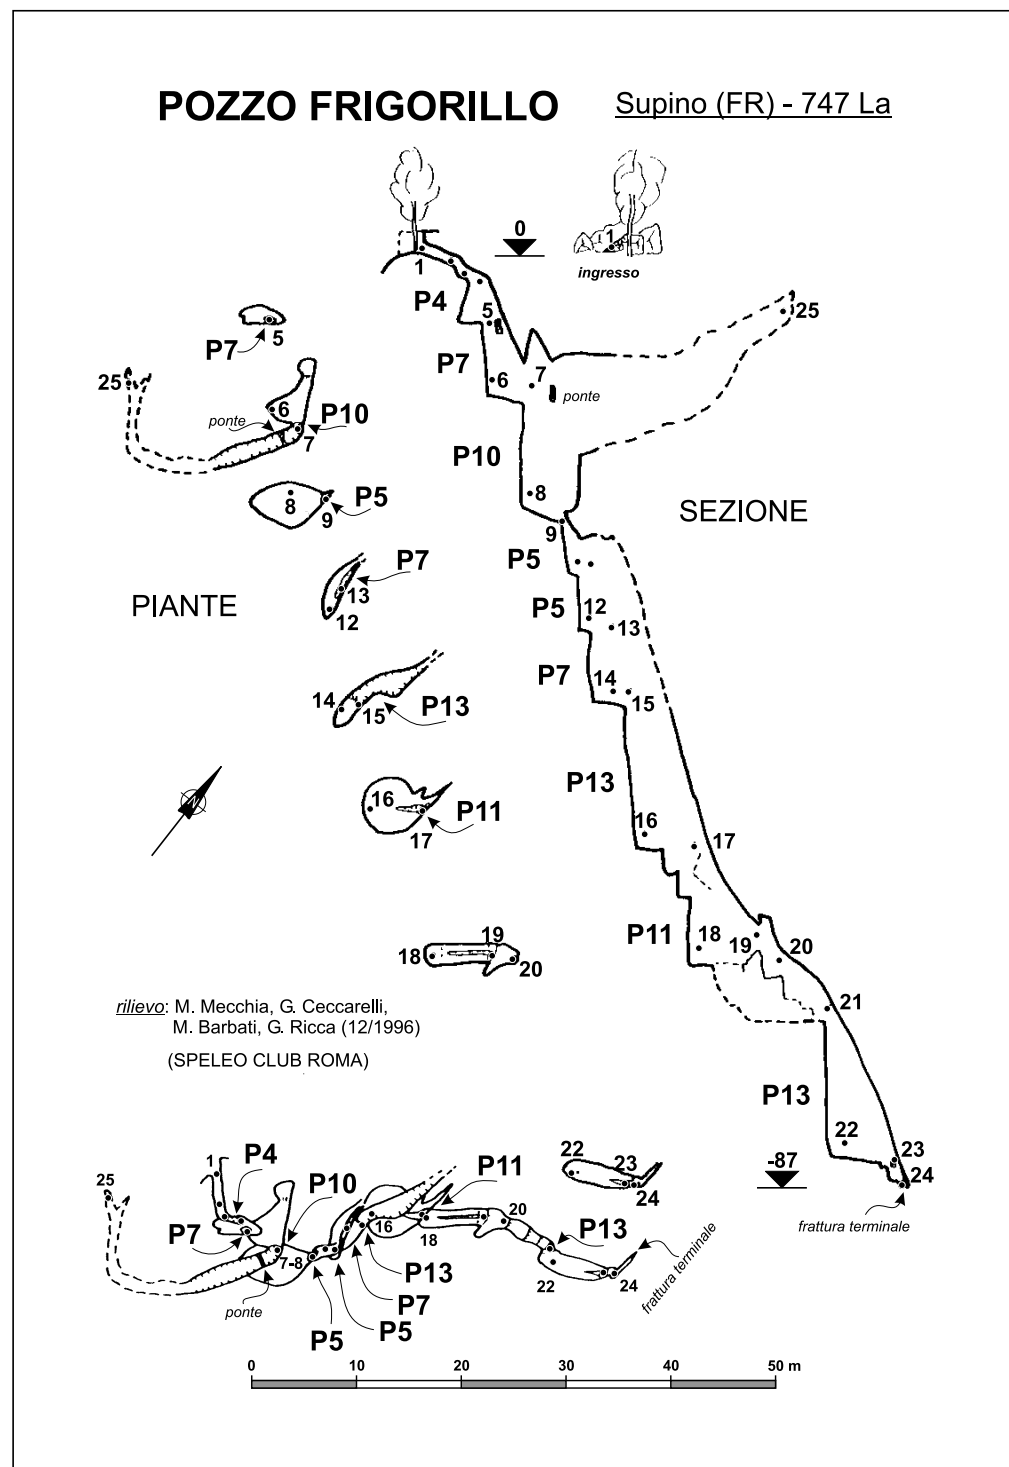 POZZO FRIGORILLO
Supino (FR) - 747 La
0
1
ingresso
1
P4
5
25
5
P7
P7
6
7
ponte
25
6
P10
ponte
7
P10
8
SEZIONE
8
9
P5
9
P5
P7
13
12
PIANTE
P5
12
13
P7
14
15
14
15
P13
P13
16
P11
17
16
17
P11
18
19
20
18
19
20
21
rilievo: M. Mecchia, G. Ceccarelli,
M. Barbati, G. Ricca (12/1996)
(SPELEO CLUB ROMA)
P13
22
23
24
-87
frattura terminale
22
23
24
1
P4
25
P10
P11
P7
7-8
16
18
20
P13
22
24
frattura terminale
ponte
P13
P7
P5
P5
0
10
20
30
40
50 m
N